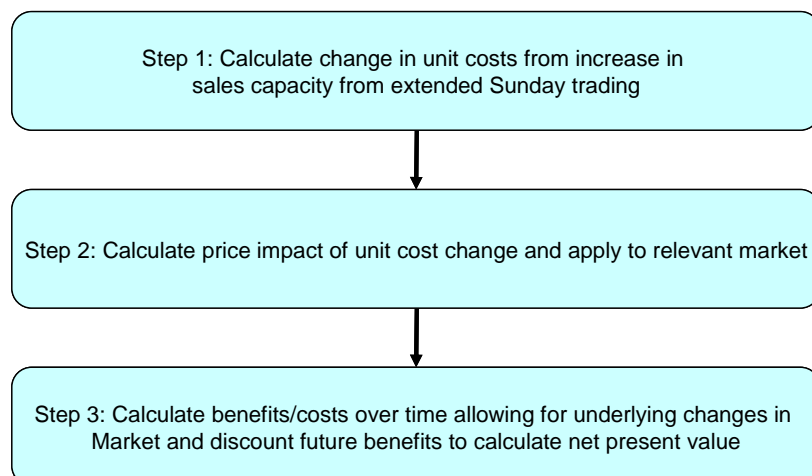 Step 1: Calculate change in unit costs from increase in
sales capacity from extended Sunday trading
Step 2: Calculate price impact of unit cost change and apply to relevant market
Step 3: Calculate benefits/costs over time allowing for underlying changes in
Market and discount future benefits to calculate net present value